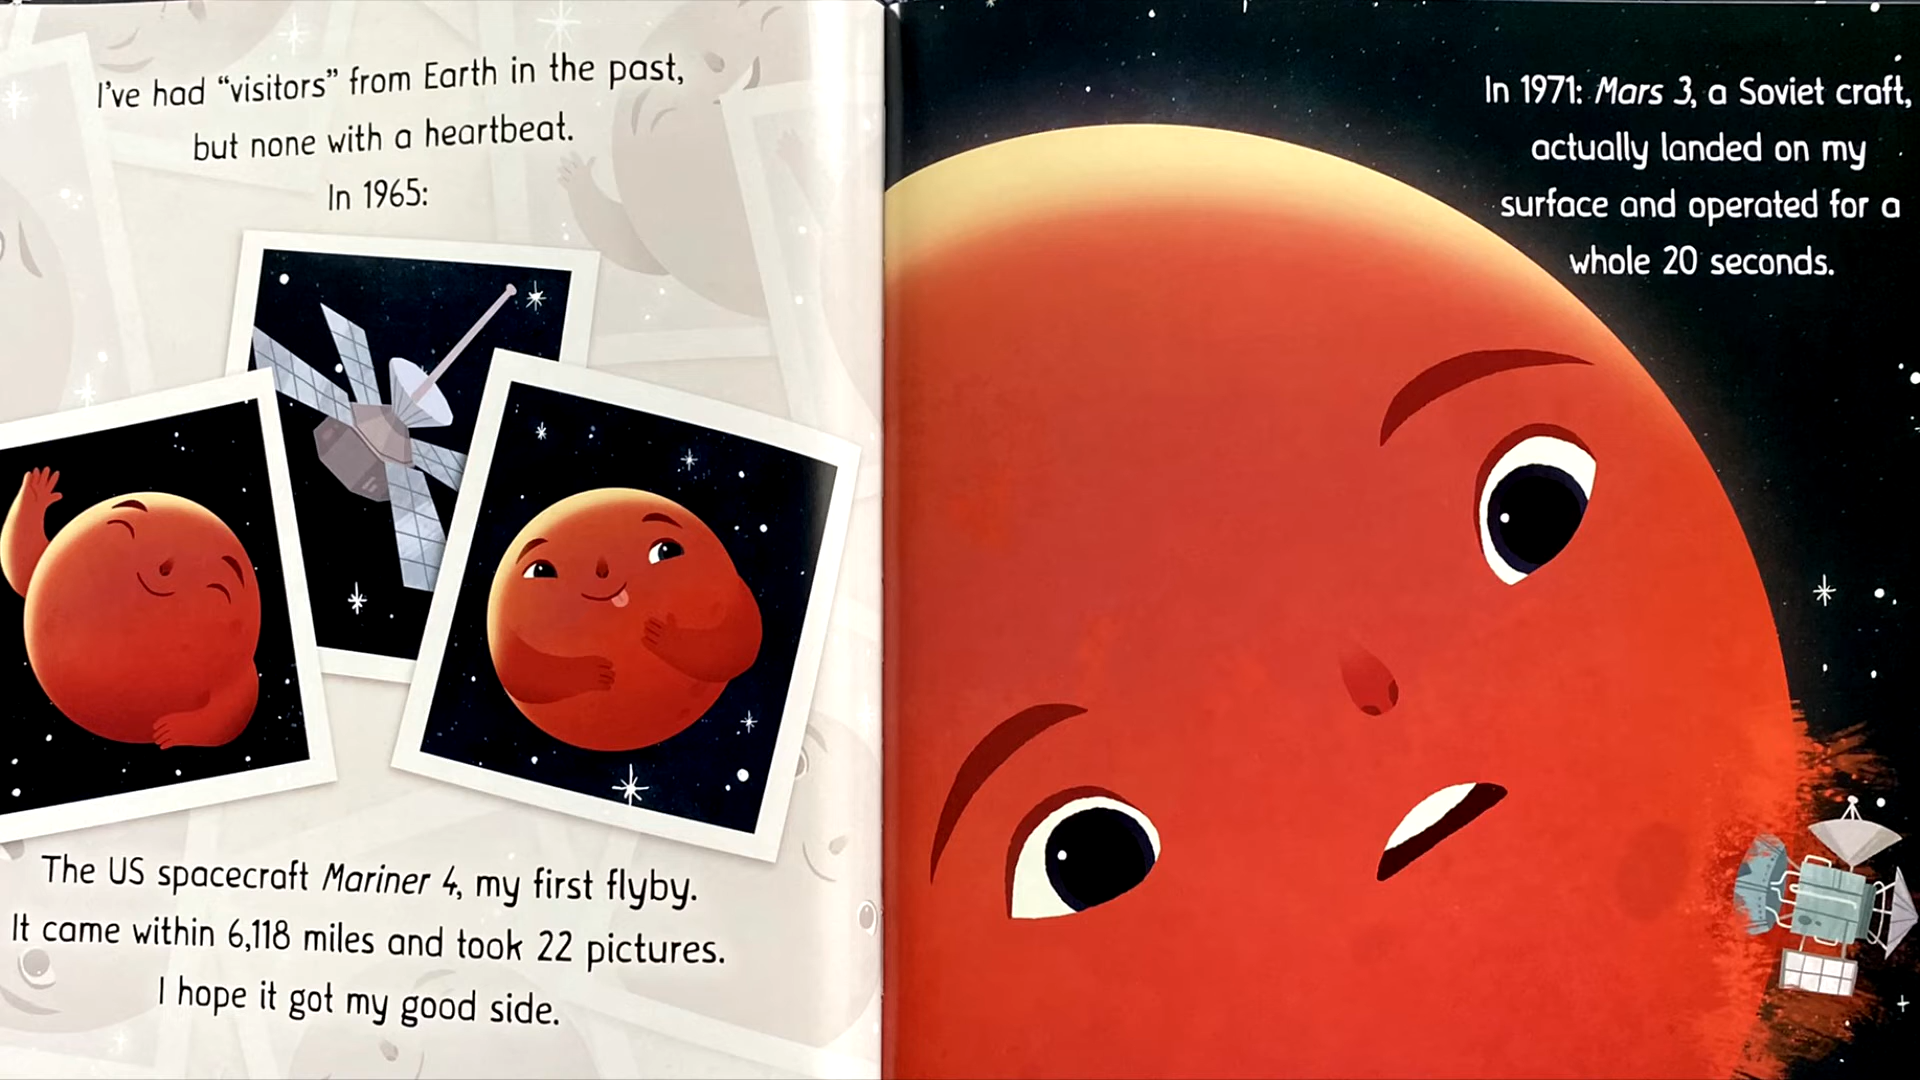 I've had “visitors” from Earth in the past,
but none with a heartbeat.
In 1965:
The US spacecraft Mariner 4, my first flyby.
It came within 6,118 miles and took 22 pictures.
I hope it got my good side.
In 1971: Mars 3, a Soviet craft,
actually landed on my
surface and operated for a
whole 20 seconds.